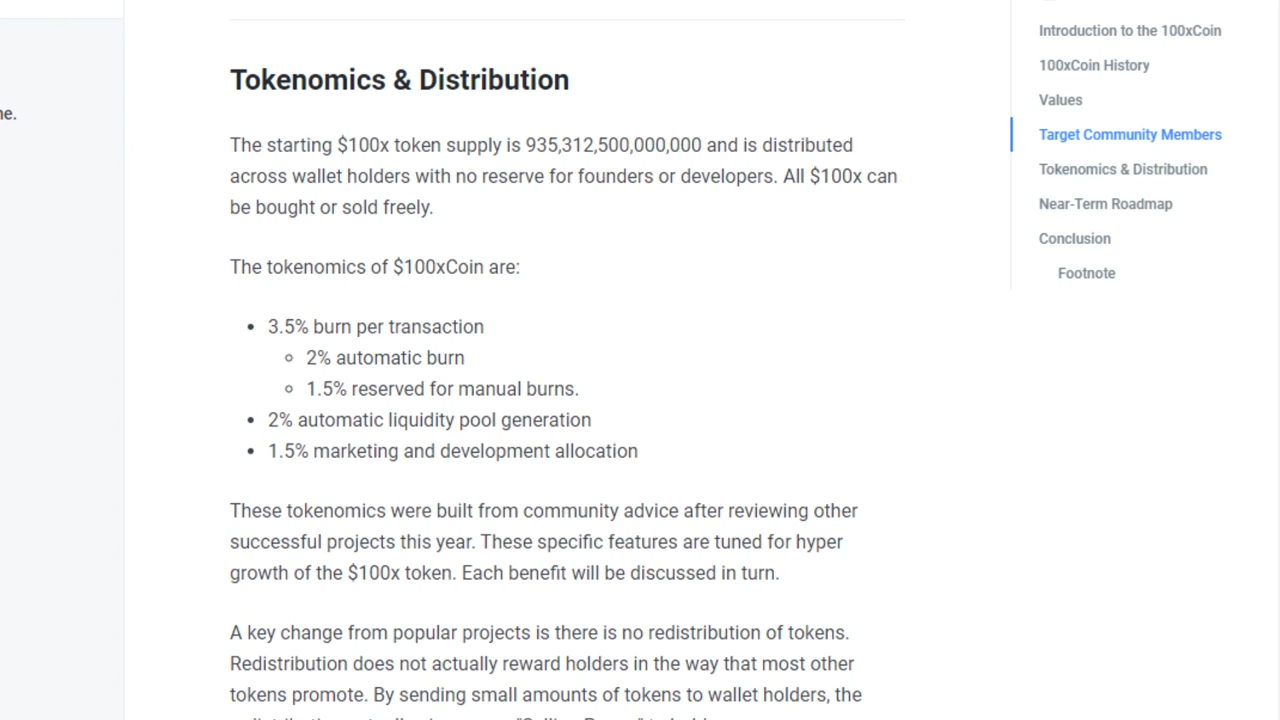 ne.
Tokenomics & Distribution
The starting $100x token supply is 935,312,500,000,000 and is distributed
across wallet holders with no reserve for founders or developers. All $100x can
be bought or sold freely.
The tokenomics of $100xCoin are:
3.5% burn per transaction
2% automatic burn
1.5% reserved for manual burns.
2% automatic liquidity pool generation
1.5% marketing and development allocation
These tokenomics were built from community advice after reviewing other
successful projects this year. These specific features are tuned for hyper
growth of the $100x token. Each benefit will be discussed in turn.
A key change from popular projects is there is no redistribution of tokens.
Redistribution does not actually reward holders in the way that most other
tokens promote. By sending small amounts of tokens to wallet holders, the
Introduction to the 100xCoin
100xCoin History
Values
Target Community Members
Tokenomics & Distribution
Near-Term Roadmap
Conclusion
Footnote